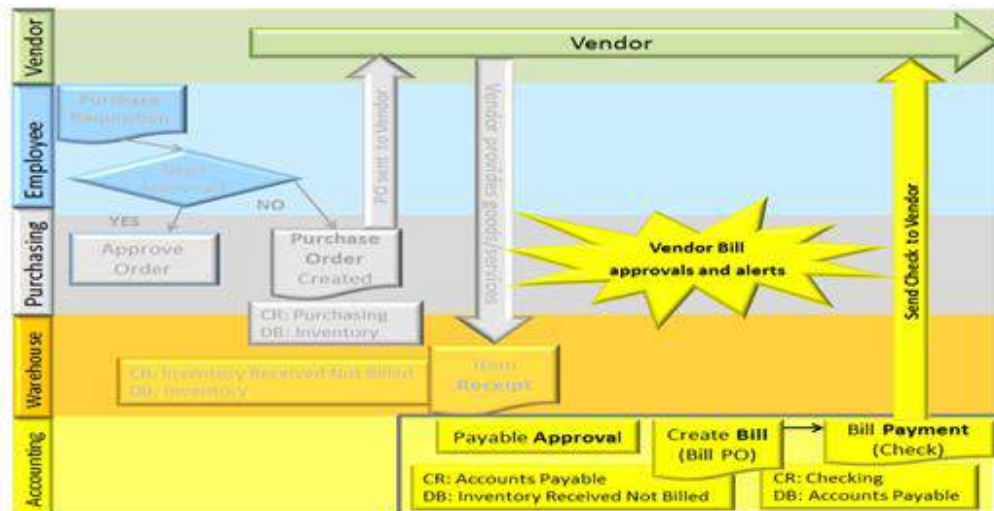 Vendor
Vendor
Employee
Purchase
Requisition
Need
Approval?
YES
NO
PO sent to Vendor
Vendor provides goods/services
Purchasing
Approve
Order
Purchase
Order
Created
CR: Purchasing
DB: Inventory
Vendor Bill
approvals and alerts
Send Check to Vendor
Warehouse
CR: Inventory Received Not Billed
DB: Inventory
Item
Receipt
Accounting
Payable Approval
CR: Accounts Payable
DB: Inventory Received Not Billed
Create Bill
(Bill PO)
Bill Payment
(Check)
CR: Checking
DB: Accounts Payable